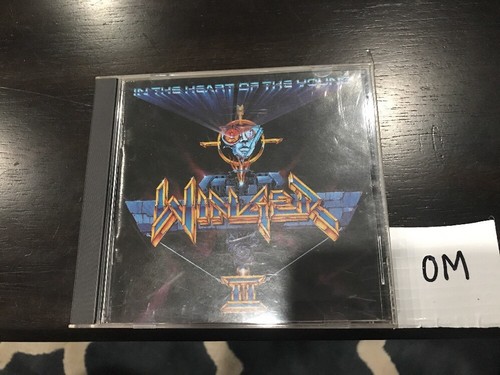 IN THE HEART OF THE YOUNG
WINGER
II
OM